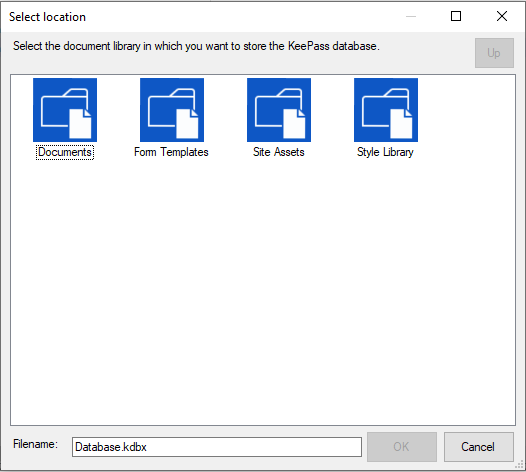 Select location
Select the document library in which you want to store the KeePass database.
Up
Documents
Form Templates
Site Assets
Style Library
Filename:
Database.kdbx
OK
Cancel